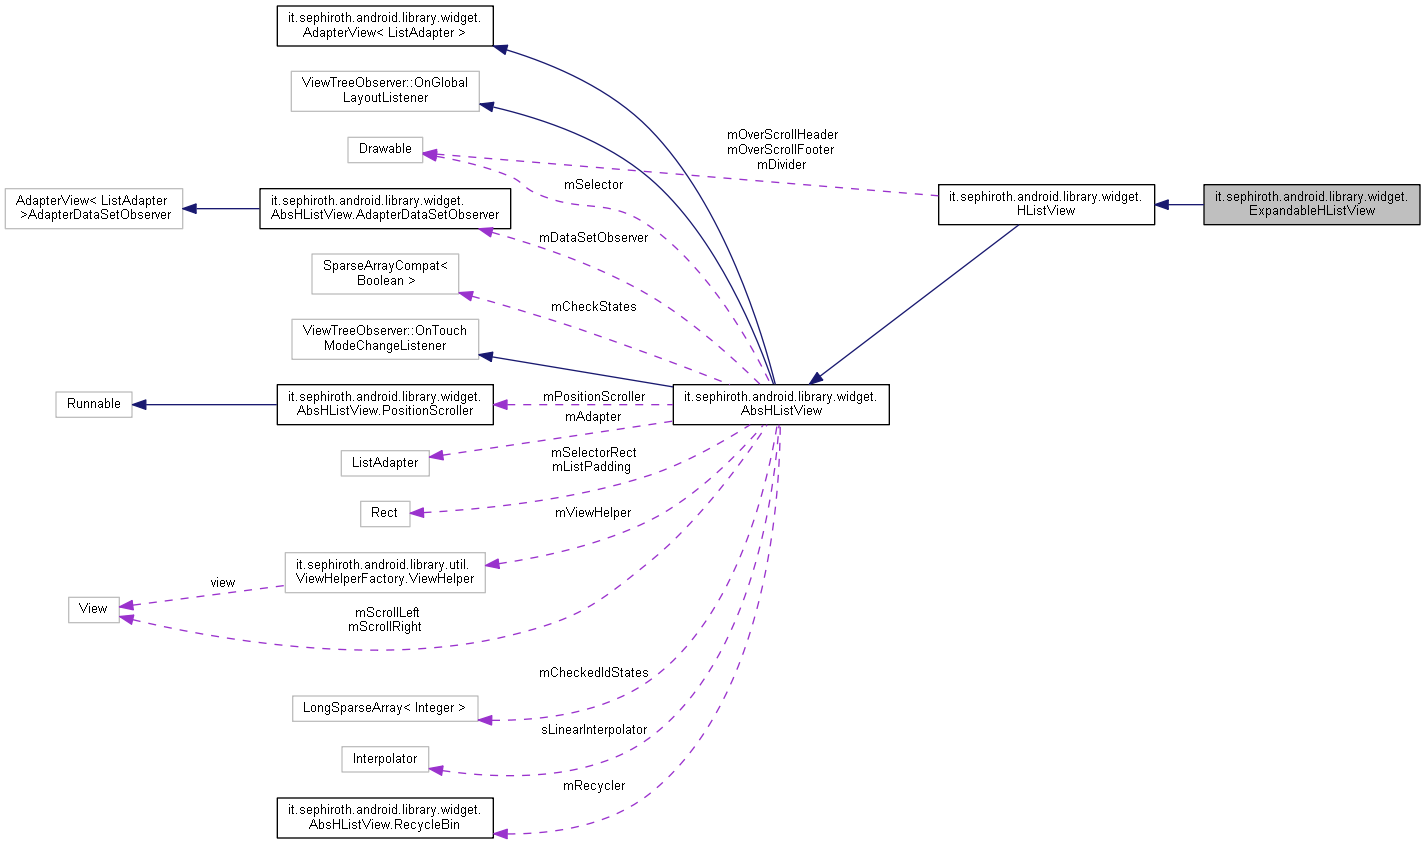 it.sephiroth.android.library.widget.
AdapterView< ListAdapter >
ViewTreeObserver::OnGlobal
LayoutListener
Drawable
mOverScrollHeader
mOverScrollFooter
mDivider
mSelector
AdapterView< ListAdapter
>AdapterDataSetObserver
it.sephiroth.android.library.widget.
AbsHListView.AdapterDataSetObserver
it.sephiroth.android.library.widget.
HListView
it.sephiroth.android.library.widget.
ExpandableHListView
mDataSetObserver
SparseArrayCompat<
Boolean >
mCheckStates
ViewTreeObserver::OnTouch
ModeChangeListener
Runnable
it.sephiroth.android.library.widget.
AbsHListView.PositionScroller
mPositionScroller
it.sephiroth.android.library.widget.
AbsHListView
mAdapter
ListAdapter
mSelectorRect
mListPadding
Rect
mViewHelper
it.sephiroth.android.library.util.
ViewHelperFactory.ViewHelper
view
View
mScrollLeft
mScrollRight
mCheckedIdStates
LongSparseArray< Integer >
sLinearInterpolator
Interpolator
mRecycler
it.sephiroth.android.library.widget.
AbsHListView.RecycleBin